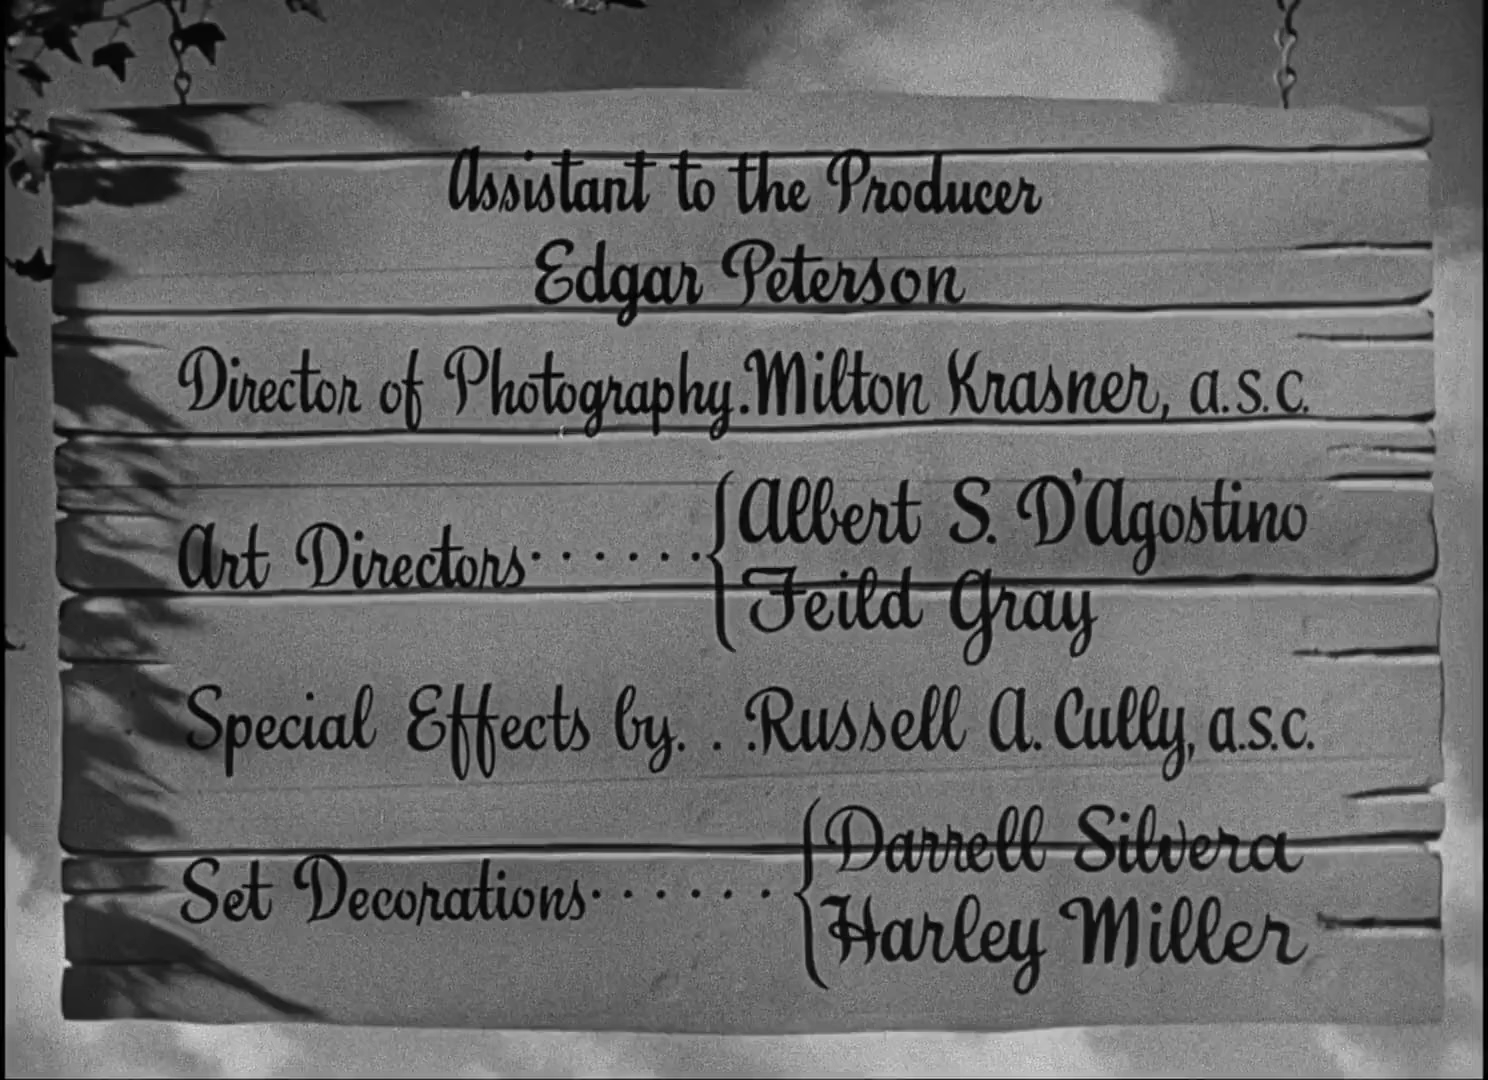 Assistant to the Producer
Edgar Peterson
Director of Photography. Milton Krasner, a.s.c.
Art Directors . . . . . . { Albert S. D'Agostino
Feild Gray
Special Effects by. . . Russell A. Cully, a.s.c.
Set Decorations . . . . . . { Darrell Silvera
Harley Miller